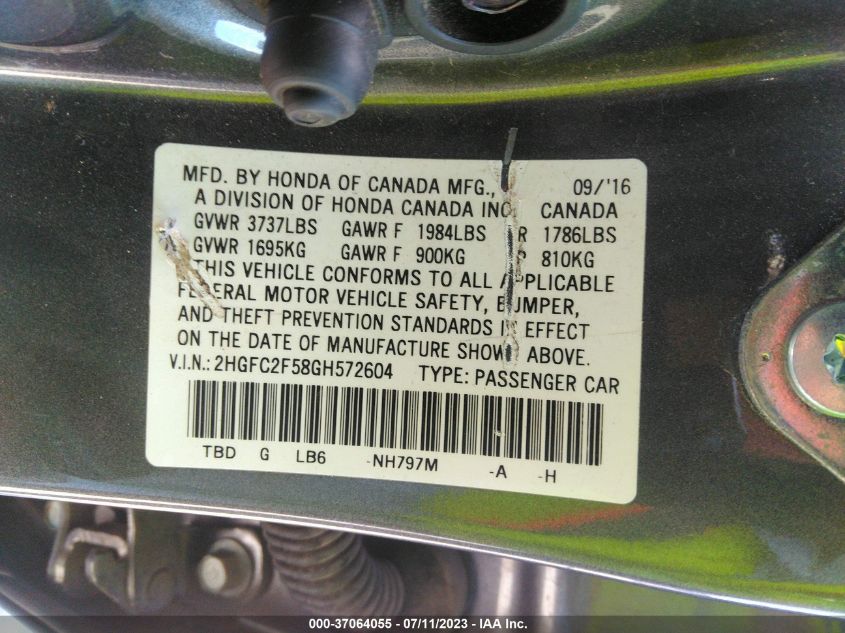 MFD. BY HONDA OF CANADA MFG., 09/'16
A DIVISION OF HONDA CANADA INC. CANADA
GVWR 3737LBS GAWR F 1984LBS R 1786LBS
GVWR 1695KG GAWR F 900KG 810KG
THIS VEHICLE CONFORMS TO ALL APPLICABLE
FEDERAL MOTOR VEHICLE SAFETY, BUMPER,
AND THEFT PREVENTION STANDARDS IN EFFECT
ON THE DATE OF MANUFACTURE SHOWN ABOVE.
V.I.N.: 2HGFC2F58GH572604 TYPE: PASSENGER CAR
TBD G LB6 -NH797M -A -H
000-37064055 - 07/11/2023 - IAA Inc.